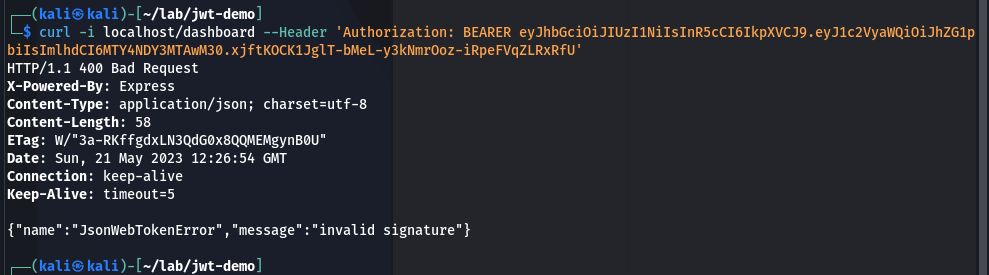 ┌──(kali㉿kali)-[~/lab/jwt-demo]
└─$ curl -i localhost/dashboard --Header 'Authorization: BEARER eyJhbGciOiJIUzI1NiIsInR5cCI6IkpXVCJ9.eyJ1c2VyaWQiOiJhZG1p
biIsImlhdCI6MTY4NDY3MTAwM30.xjftKOCK1JglT-bMeL-y3kNmrOoz-iRpeFVqZLRxRfU'
HTTP/1.1 400 Bad Request
X-Powered-By: Express
Content-Type: application/json; charset=utf-8
Content-Length: 58
ETag: W/"3a-RKffgdxLN3QdG0x8QQMEMgynB0U"
Date: Sun, 21 May 2023 12:26:54 GMT
Connection: keep-alive
Keep-Alive: timeout=5
{"name":"JsonWebTokenError","message":"invalid signature"}
┌──(kali㉿kali)-[~/lab/jwt-demo]